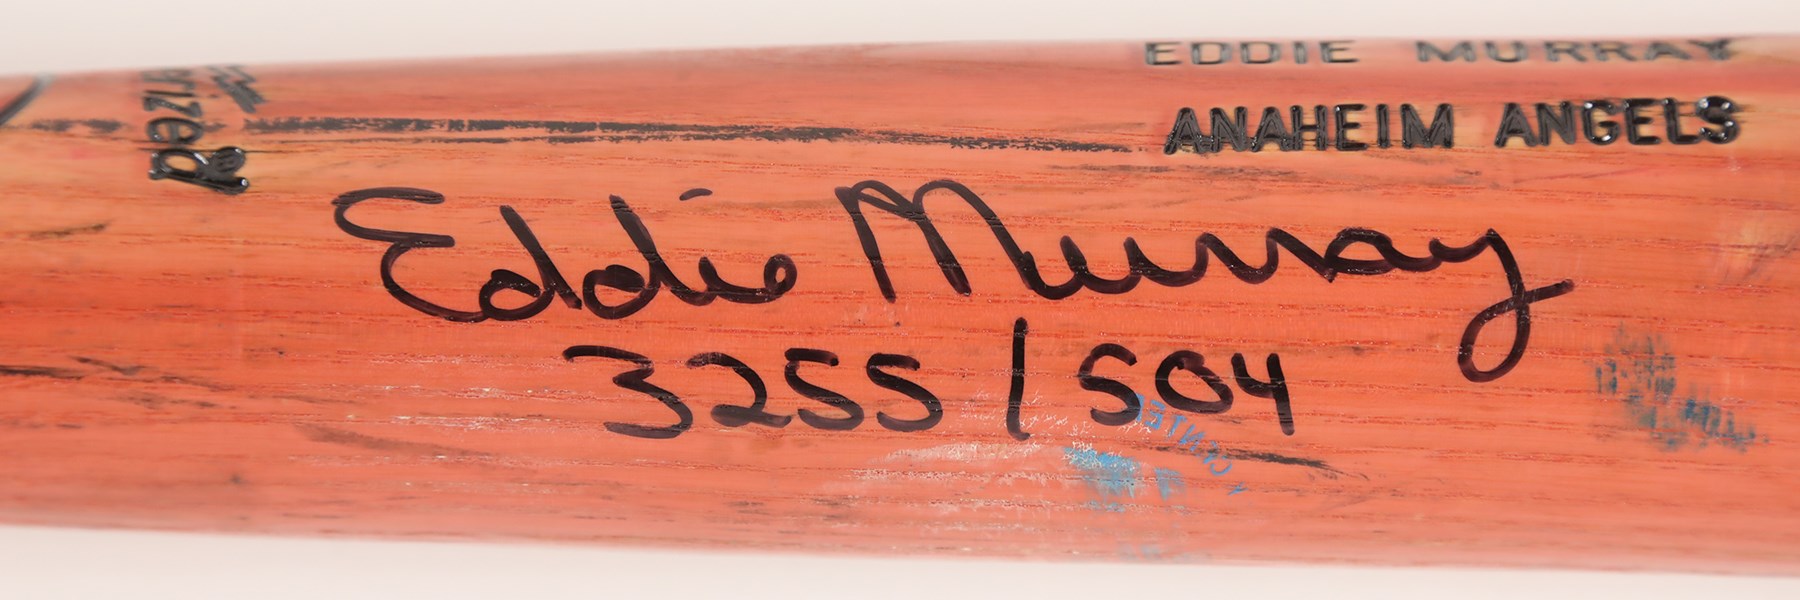 EDDIE MURRAY
ANAHEIM ANGELS
Eddie Murray
3255 / 504